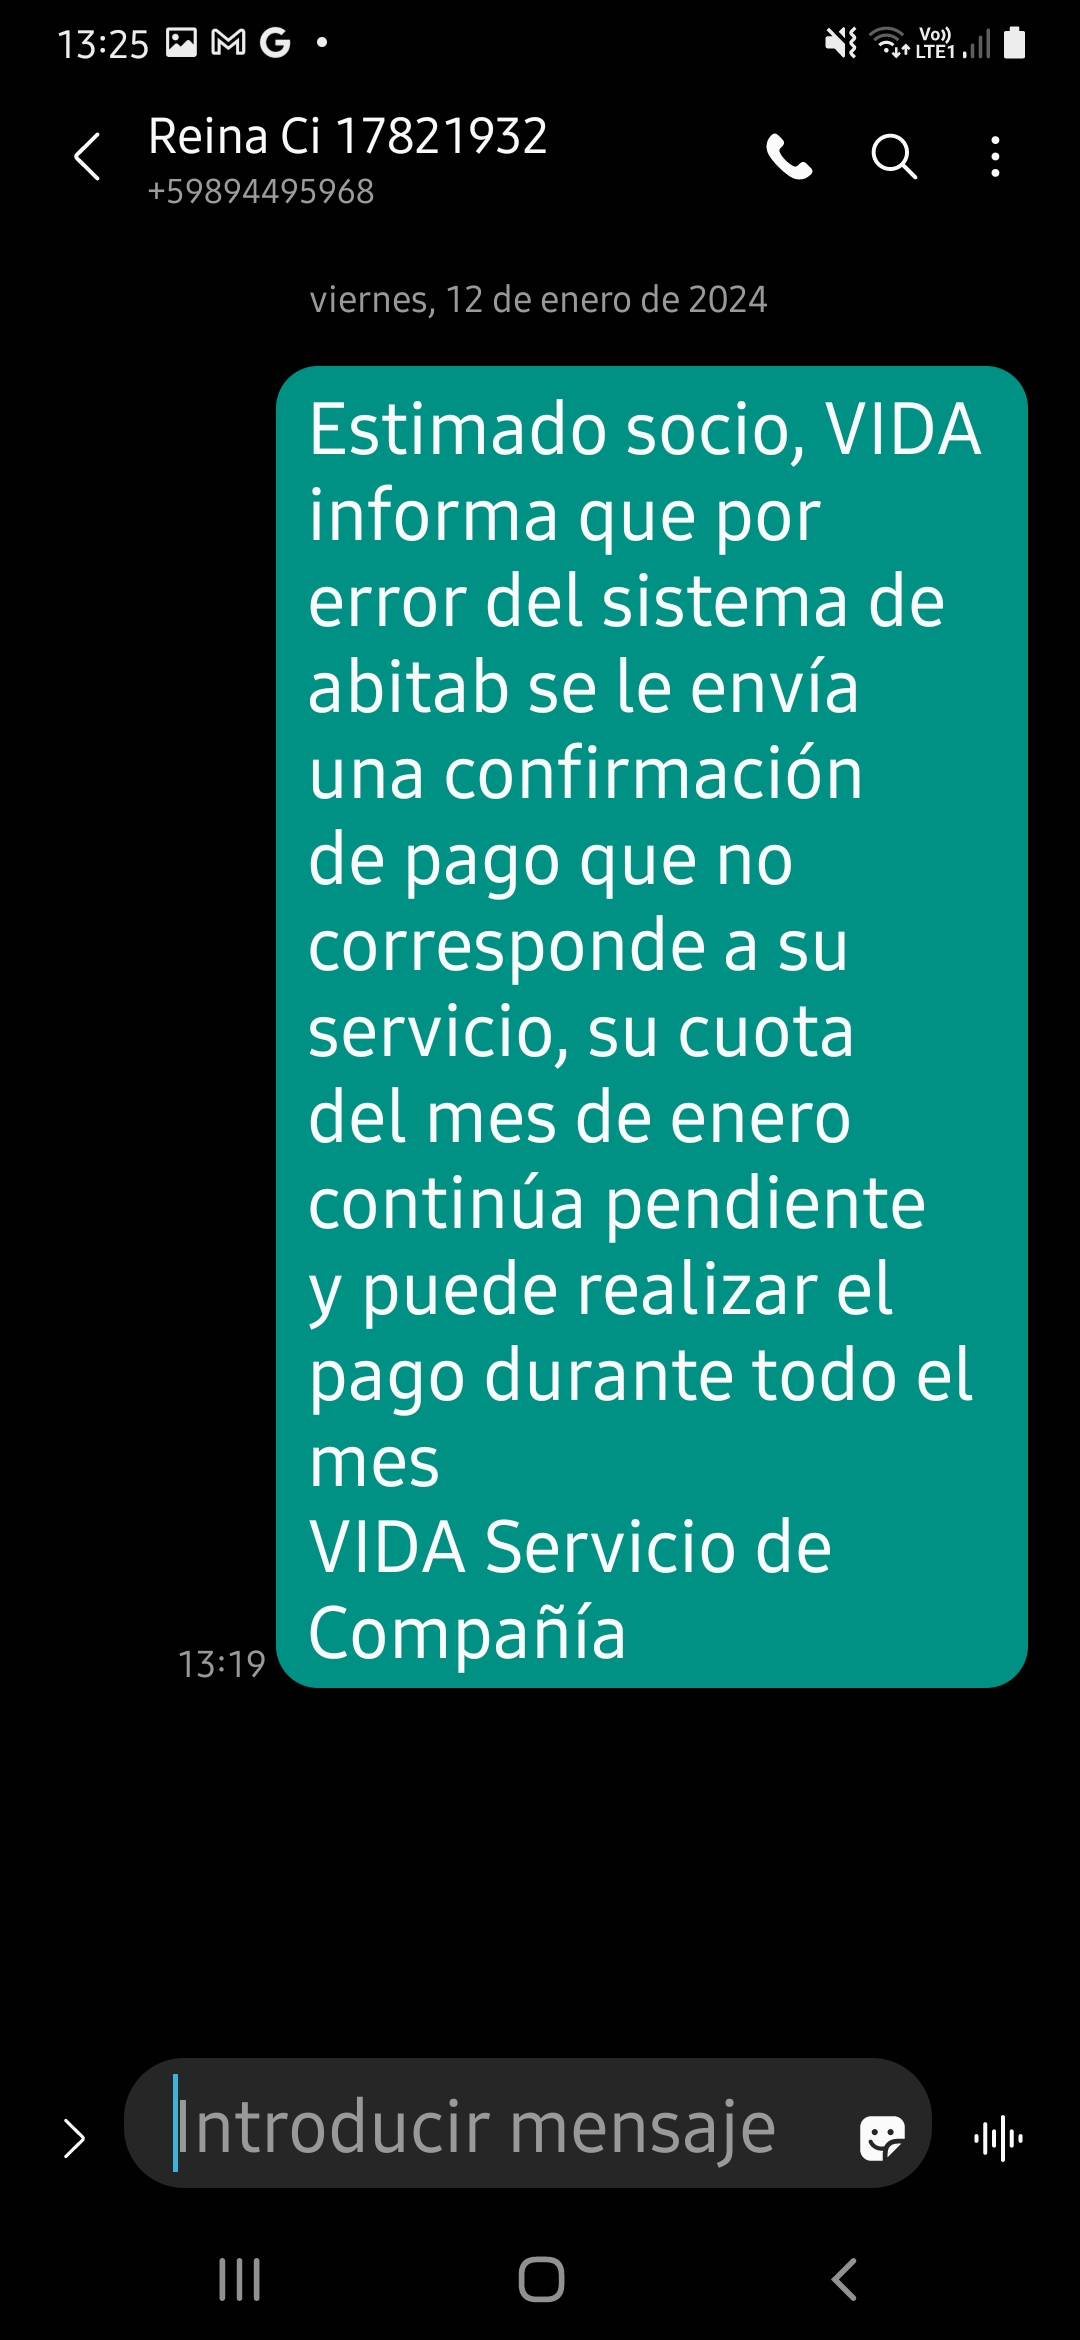 13:25
Vo))
LTE1
Reina Ci 17821932
+59894495968
viernes, 12 de enero de 2024
Estimado socio, VIDA
informa que por
error del sistema de
abitab se le envía
una confirmación
de pago que no
corresponde a su
servicio, su cuota
del mes de enero
continúa pendiente
y puede realizar el
pago durante todo el
mes
VIDA Servicio de
Compañía
13:19
Introducir mensaje